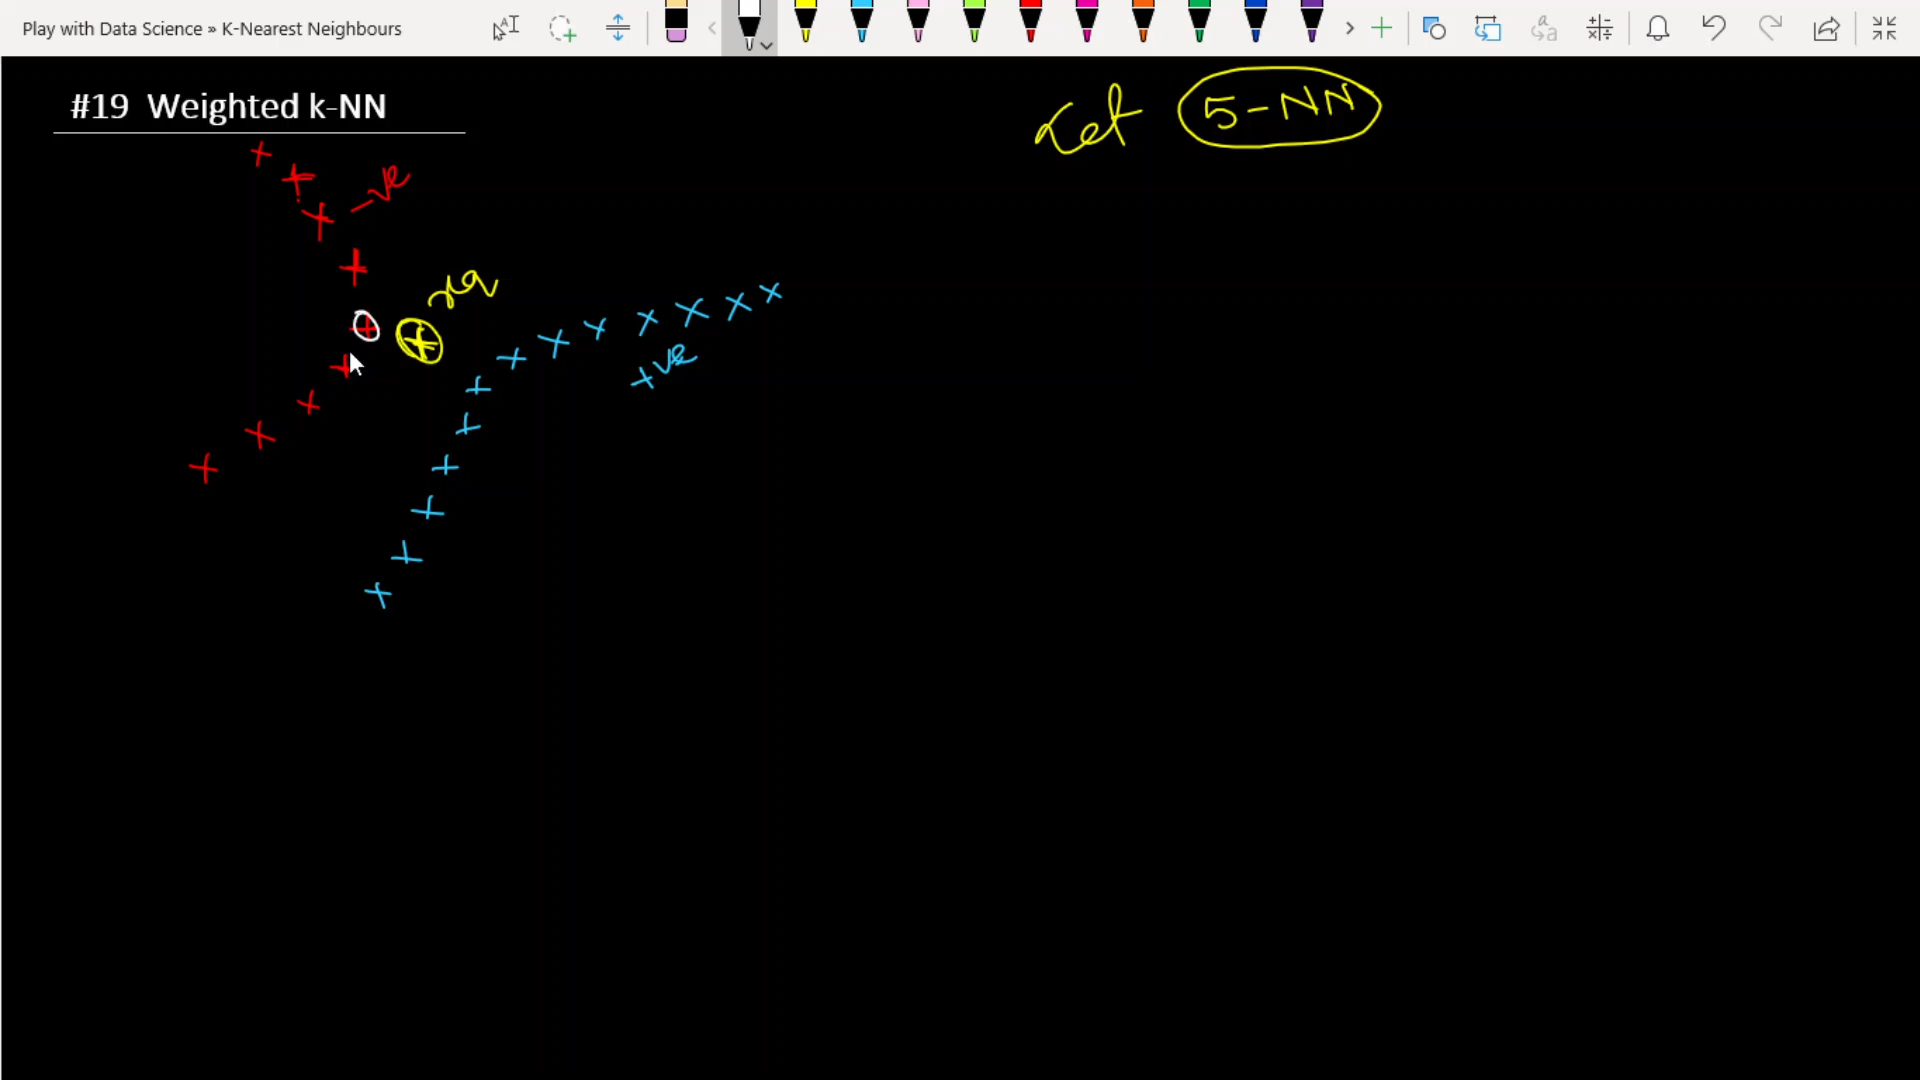 Play with Data Science » K-Nearest Neighbours
#19 Weighted k-NN
Let 5-NN
-ve
xq
+ve